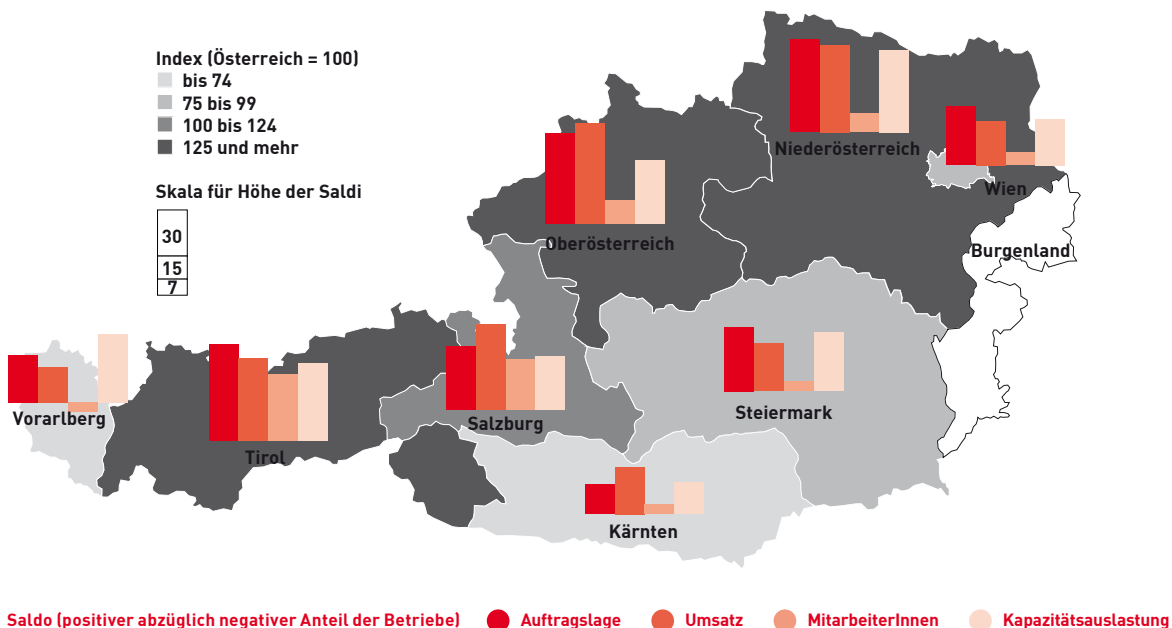 Index (Österreich = 100)
bis 74
75 bis 99
100 bis 124
125 und mehr
Skala für Höhe der Saldi
30
15
7
Niederösterreich
Wien
Oberösterreich
Burgenland
Vorarlberg
Tirol
Salzburg
Steiermark
Kärnten
Saldo (positiver abzüglich negativer Anteil der Betriebe) Auftragslage Umsatz MitarbeiterInnen Kapazitätsauslastung